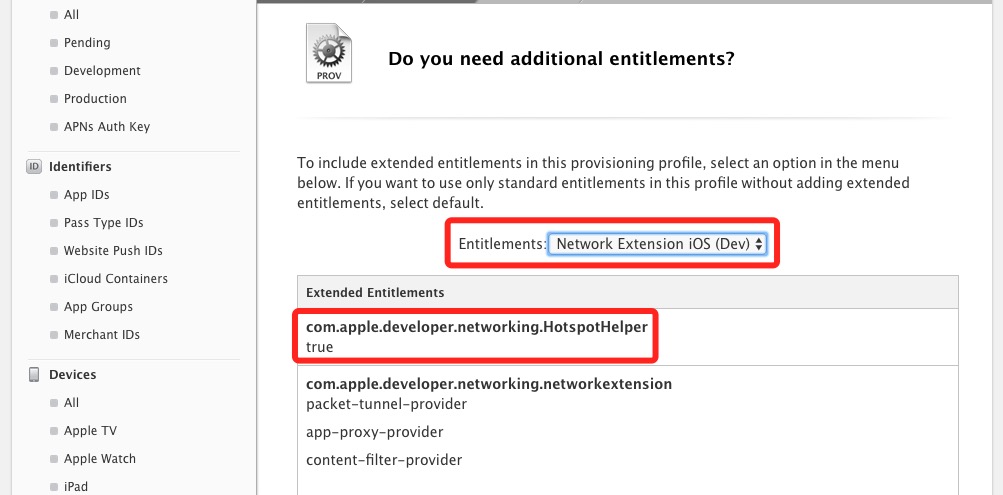 All
Pending
Development
Production
APNs Auth Key
ID Identifiers
App IDs
Pass Type IDs
Website Push IDs
iCloud Containers
App Groups
Merchant IDs
Devices
All
Apple TV
Apple Watch
iPad
PROV
Do you need additional entitlements?
To include extended entitlements in this provisioning profile, select an option in the menu
below. If you want to use only standard entitlements in this profile without adding extended
entitlements, select default.
Entitlements: Network Extension iOS (Dev)
Extended Entitlements
com.apple.developer.networking.HotspotHelper
true
com.apple.developer.networking.networkextension
packet-tunnel-provider
app-proxy-provider
content-filter-provider